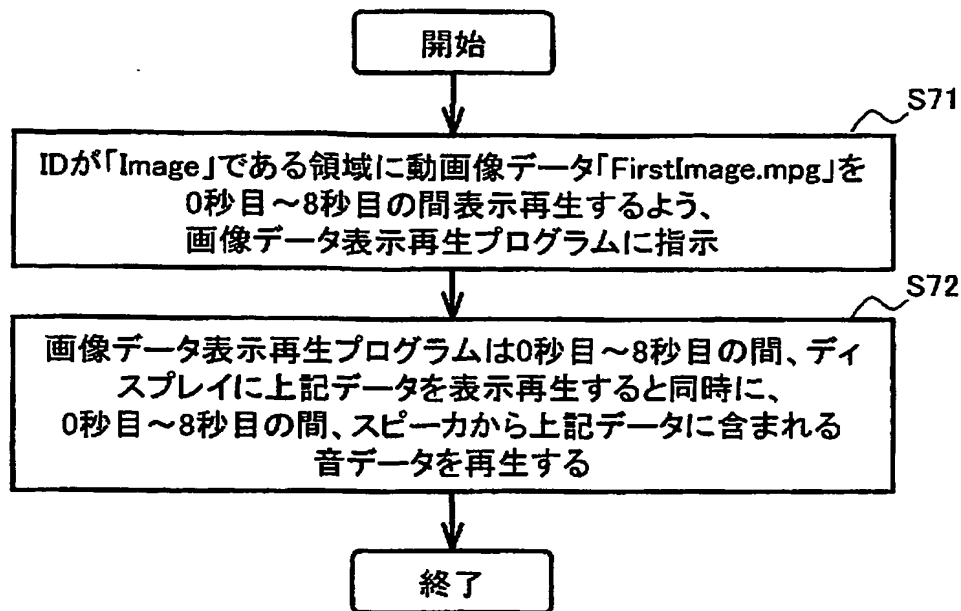 開始
S71
IDが「Image」である領域に動画像データ「FirstImage.mpg」を
0秒目～8秒目の間表示再生するよう、
画像データ表示再生プログラムに指示
S72
画像データ表示再生プログラムは0秒目～8秒目の間、ディ
スプレイに上記データを表示再生すると同時に、
0秒目～8秒目の間、スピーカから上記データに含まれる
音データを再生する
終了